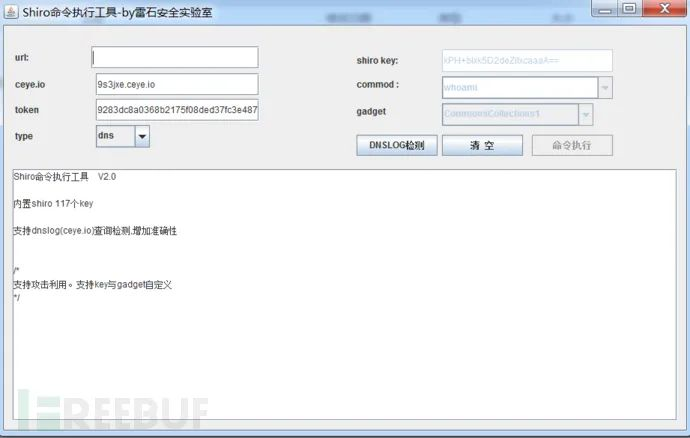 Shiro命令执行工具-by雷石安全实验室
url:
shiro key:
kPH+bIxk5D2deZiIxcaaaA==
ceye.io
9s3jxe.ceye.io
commod :
whoami
token
9283dc8a0368b2175f08ded37fc3e487
gadget
CommonsCollections1
type
dns
DNSLOG检测
清 空
命令执行
Shiro命令执行工具 V2.0
内置shiro 117个key
支持dnslog(ceye.io)查询检测,增加准确性
/*
支持攻击利用。支持key与gadget自定义
*/
FREEBUF